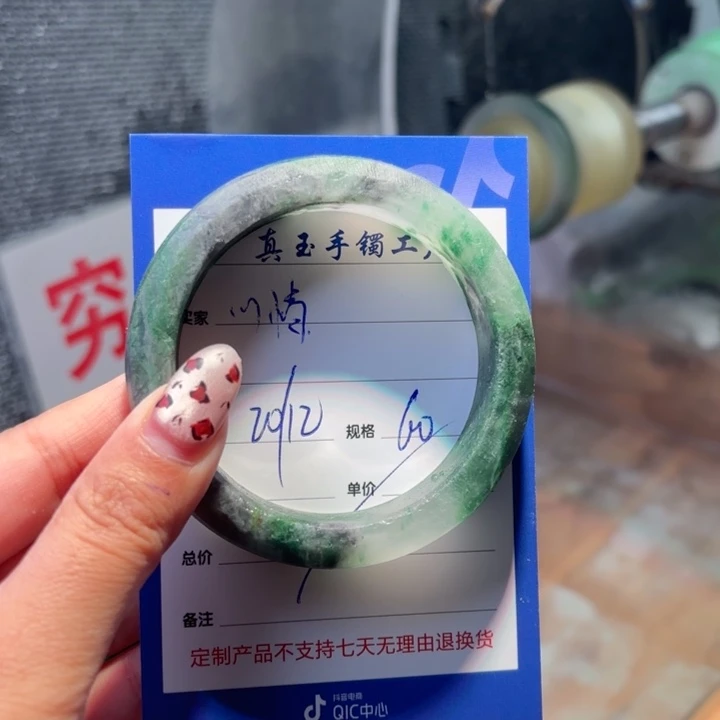 真玉手镯工
穷
买家
2012 规格 60
单价
总价
备注
定制产品不支持七天无理由退换货
抖音电商
QIC中心